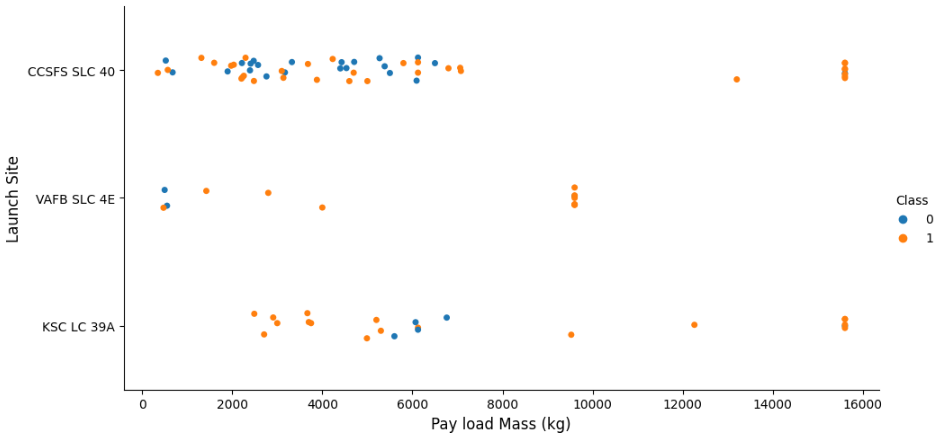 CCSFS SLC 40
VAFB SLC 4E
KSC LC 39A
Launch Site
0 2000 4000 6000 8000 10000 12000 14000 16000
Pay load Mass (kg)
Class
0
1